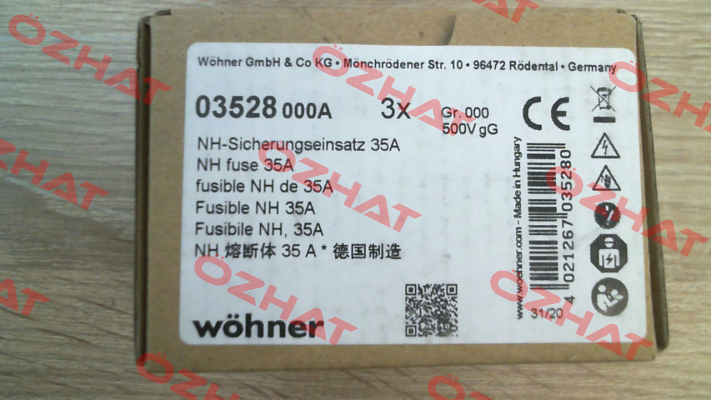 Wöhner GmbH & Co KG • Mönchrödener Str. 10 • 96472 Rödental • Germany
03528 000A 3x Gr. 000
500V gG
CE
NH-Sicherungseinsatz 35A
NH fuse 35A
fusible NH de 35A
Fusible NH 35A
Fusibile NH, 35A
NH 熔断体 35 A * 德国制造
wöhner
www.woehner.com - Made in Hungary
4 021267 035280
31/20
OZHAT
OZHAT
OZHAT
OZHAT
OZHAT
OZHAT
OZHAT
OZHAT